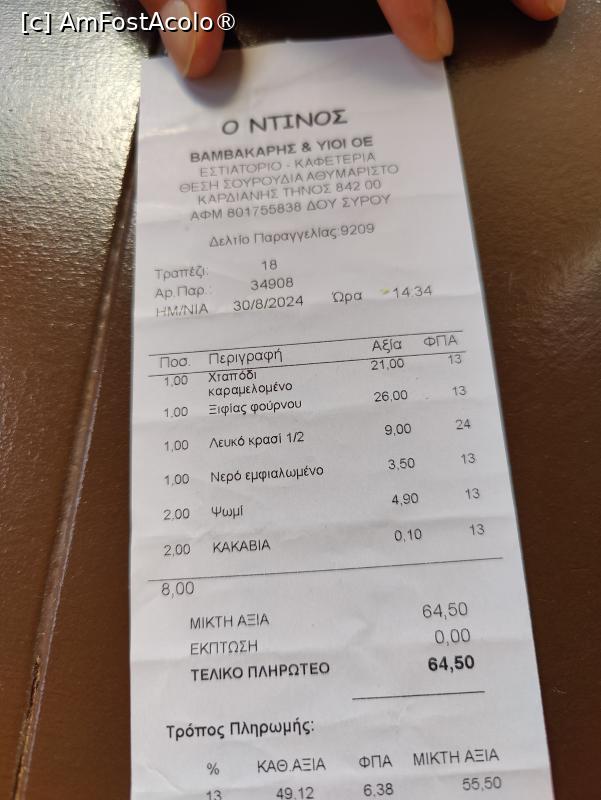 [c] AmFostAcolo®
Ο ΝΤΙΝΟΣ
ΒΑΜΒΑΚΑΡΗΣ & ΥΙΟΙ ΟΕ
ΕΣΤΙΑΤΟΡΙΟ - ΚΑΦΕΤΕΡΙΑ
ΘΕΣΗ ΣΟΥΡΟΥΔΙΑ ΑΘΥΜΑΡΙΣΤΟ
ΚΑΡΔΙΑΝΗΣ ΤΗΝΟΣ 842 00
ΑΦΜ 801755838 ΔΟΥ ΣΥΡΟΥ
Δελτίο Παραγγελίας:9209
Τραπέζι: 18
Αρ.Παρ.: 34908
ΗΜ/ΝΙΑ 30/8/2024 Ώρα 14:34
Ποσ. Περιγραφή Αξία ΦΠΑ
1,00 Χταπόδι καραμελομένο 21,00 13
1,00 Ξιφίας φούρνου 26,00 13
1,00 Λευκό κρασί 1/2 9,00 24
1,00 Νερό εμφιαλωμένο 3,50 13
2,00 Ψωμί 4,90 13
2,00 ΚΑΚΑΒΙΑ 0,10 13
8,00
ΜΙΚΤΗ ΑΞΙΑ 64,50
ΕΚΠΤΩΣΗ 0,00
ΤΕΛΙΚΟ ΠΛΗΡΩΤΕΟ 64,50
Τρόπος Πληρωμής:
% ΚΑΘ.ΑΞΙΑ ΦΠΑ ΜΙΚΤΗ ΑΞΙΑ
13 49,12 6,38 55,50